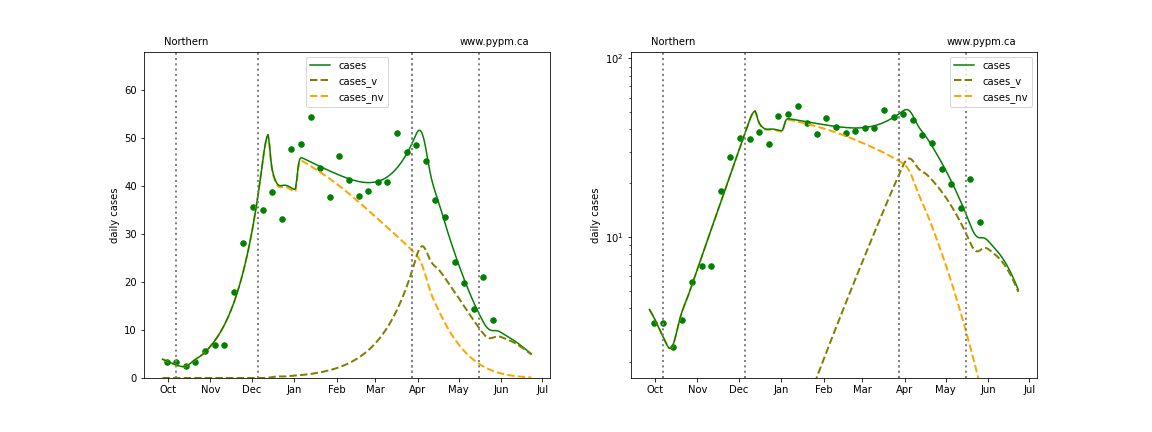 Northern www.pypm.ca
cases
cases_v
cases_nv
daily cases
60
50
40
30
20
10
0
Oct Nov Dec Jan Feb Mar Apr May Jun Jul
Northern www.pypm.ca
cases
cases_v
cases_nv
daily cases
10²
10¹
Oct Nov Dec Jan Feb Mar Apr May Jun Jul